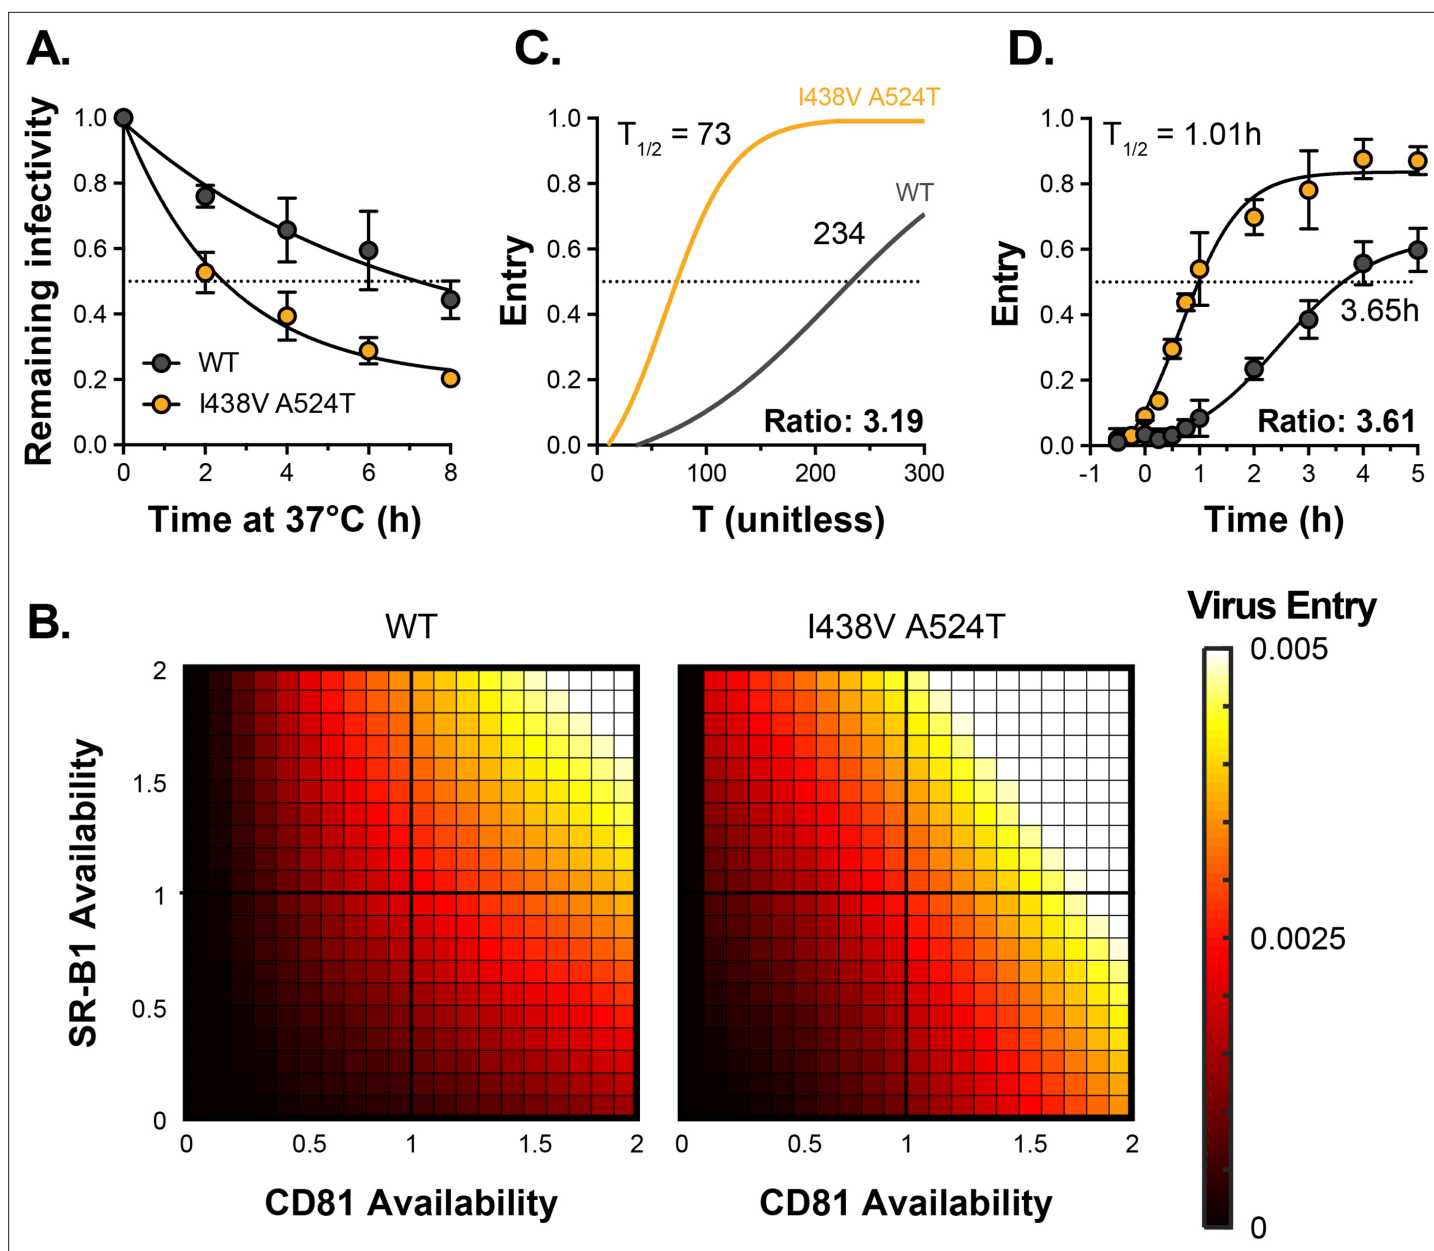 A.
Remaining infectivity
1.0
0.8
0.6
0.4
0.2
0.0
WT
I438V A524T
0 2 4 6 8
Time at 37°C (h)
C.
Entry
I438V A524T
1.0
0.8
0.6
0.4
0.2
0.0
T1/2 = 73
WT
234
Ratio: 3.19
0 100 200 300
T (unitless)
D.
Entry
1.0
0.8
0.6
0.4
0.2
0.0
T1/2 = 1.01h
3.65h
Ratio: 3.61
-1 0 1 2 3 4 5
Time (h)
B.
WT
I438V A524T
SR-B1 Availability
2
1.5
1
0.5
0
0 0.5 1 1.5 2
CD81 Availability
0 0.5 1 1.5 2
CD81 Availability
Virus Entry
0.005
0.0025
0